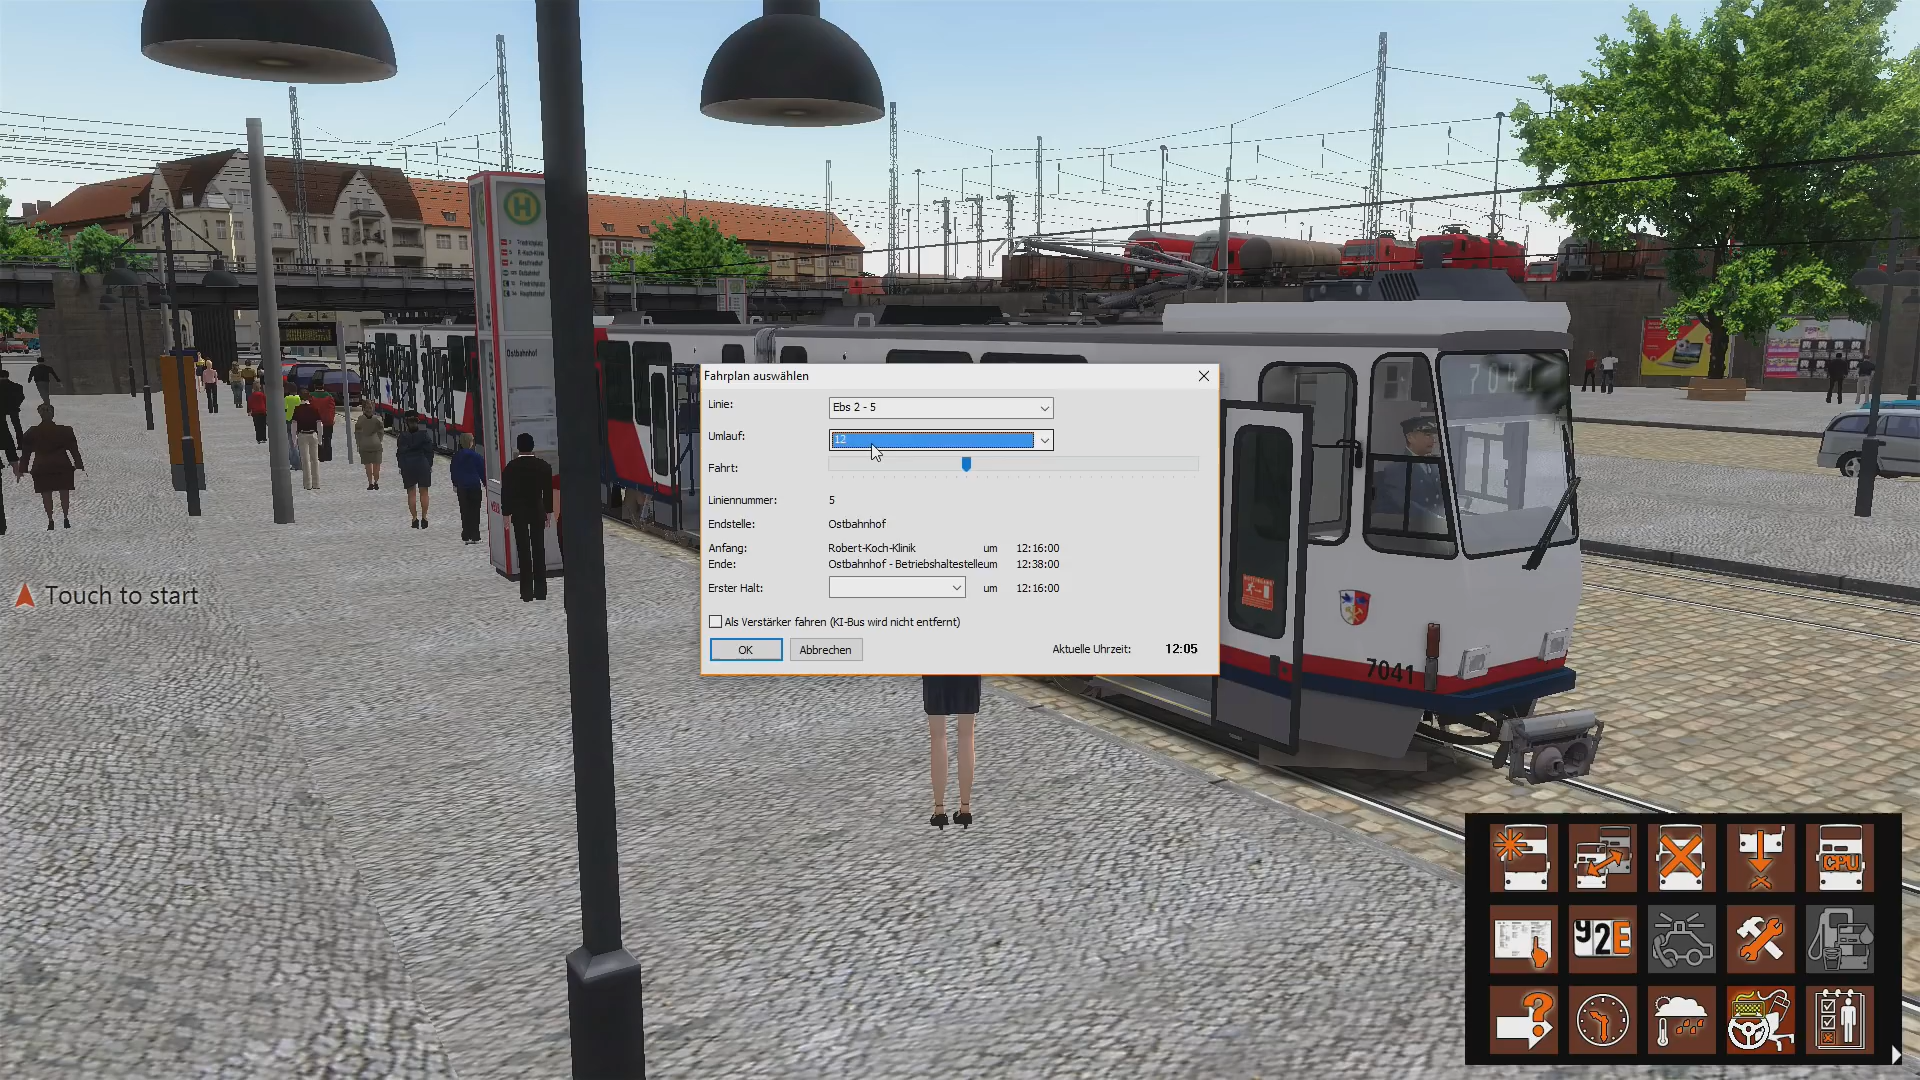 H
Ostbahnhof
7041
Fahrplan auswählen
Linie:
Ebs 2 - 5
Umlauf:
12
Fahrt:
Liniennummer:
5
Endstelle:
Ostbahnhof
Anfang:
Robert-Koch-Klinik um 12:16:00
Ende:
Ostbahnhof - Betriebshaltestelleum 12:38:00
Erster Halt:
um 12:16:00
Als Verstärker fahren (KI-Bus wird nicht entfernt)
OK
Abbrechen
Aktuelle Uhrzeit: 12:05
Touch to start
7041
CPU
92E
?